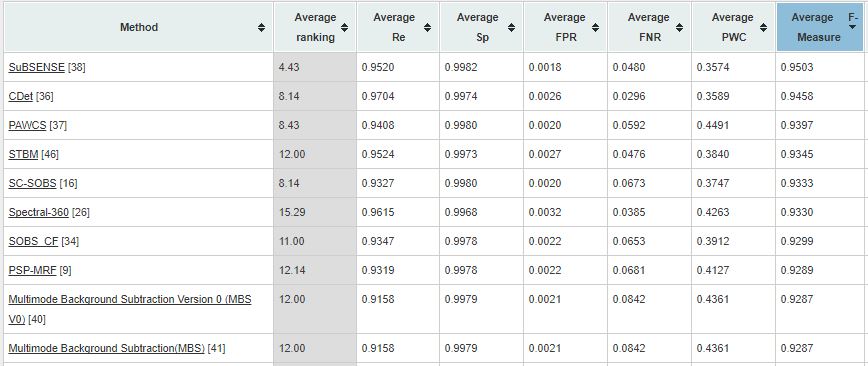 Method Average ranking Average Re Average Sp Average FPR Average FNR Average PWC Average F-Measure
SuBSENSE [38] 4.43 0.9520 0.9982 0.0018 0.0480 0.3574 0.9503
CDet [36] 8.14 0.9704 0.9974 0.0026 0.0296 0.3589 0.9458
PAWCS [37] 8.43 0.9408 0.9980 0.0020 0.0592 0.4491 0.9397
STBM [46] 12.00 0.9524 0.9973 0.0027 0.0476 0.3840 0.9345
SC-SOBS [16] 8.14 0.9327 0.9980 0.0020 0.0673 0.3747 0.9333
Spectral-360 [26] 15.29 0.9615 0.9968 0.0032 0.0385 0.4263 0.9330
SOBS_CF [34] 11.00 0.9347 0.9978 0.0022 0.0653 0.3912 0.9299
PSP-MRF [9] 12.14 0.9319 0.9978 0.0022 0.0681 0.4127 0.9289
Multimode Background Subtraction Version 0 (MBS V0) [40] 12.00 0.9158 0.9979 0.0021 0.0842 0.4361 0.9287
Multimode Background Subtraction(MBS) [41] 12.00 0.9158 0.9979 0.0021 0.0842 0.4361 0.9287